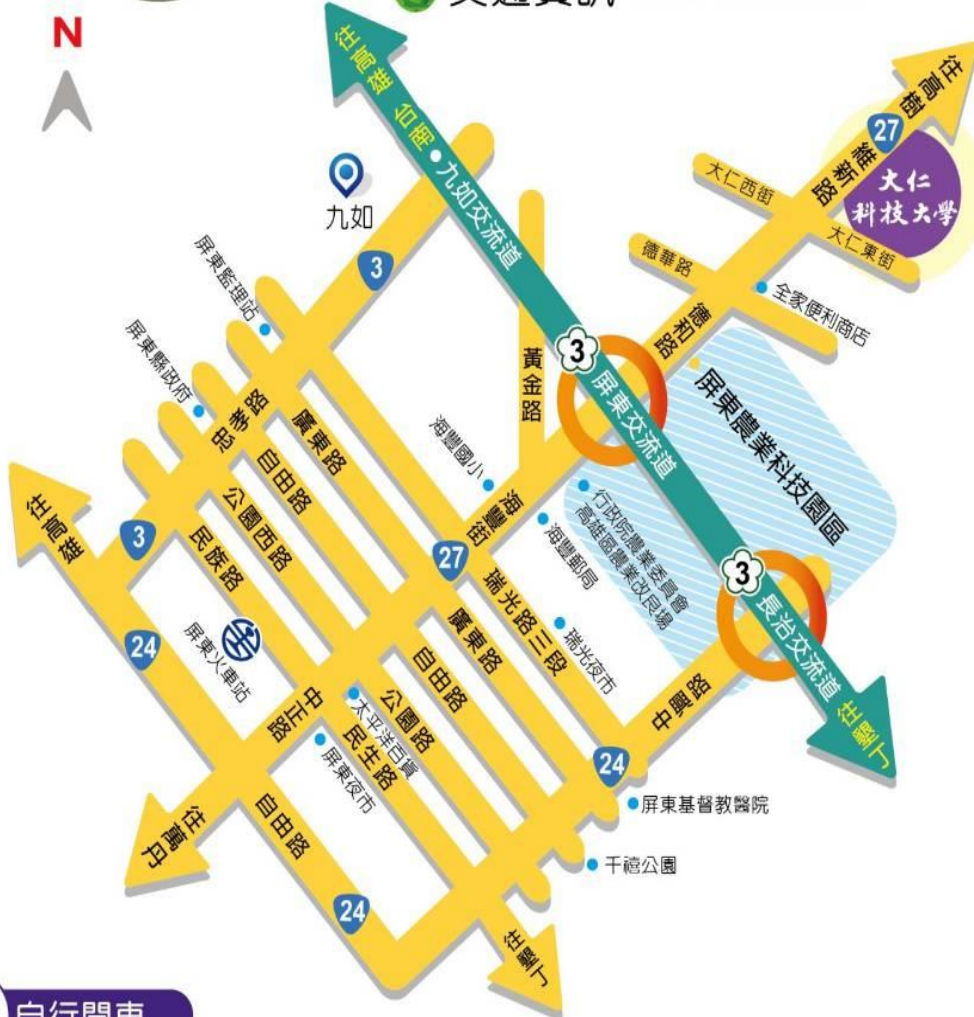 交通資訊
N
往高雄 台南
往高樹
27
維新路
大仁
科技大學
大仁西街
大仁東街
九如交流道
九如
3
屏東監理站
德華路
全家便利商店
德和路
屏東縣政府
黃金路
3
屏東交流道
屏東農業科技園區
忠孝路
廣東路
自由路
公園西路
民族路
海豐國小
海豐街
海豐郵局
行政院農業委員會
高雄區農業改良場
往高雄
3
27
瑞光路三段
瑞光夜市
3
長治交流道
往墾丁
24
屏東火車站
廣東路
自由路
公園路
中正路
太平洋百貨
民生路
屏東夜市
中興路
24
屏東基督教醫院
千禧公園
往萬丹
自由路
24
往墾丁
自行開車